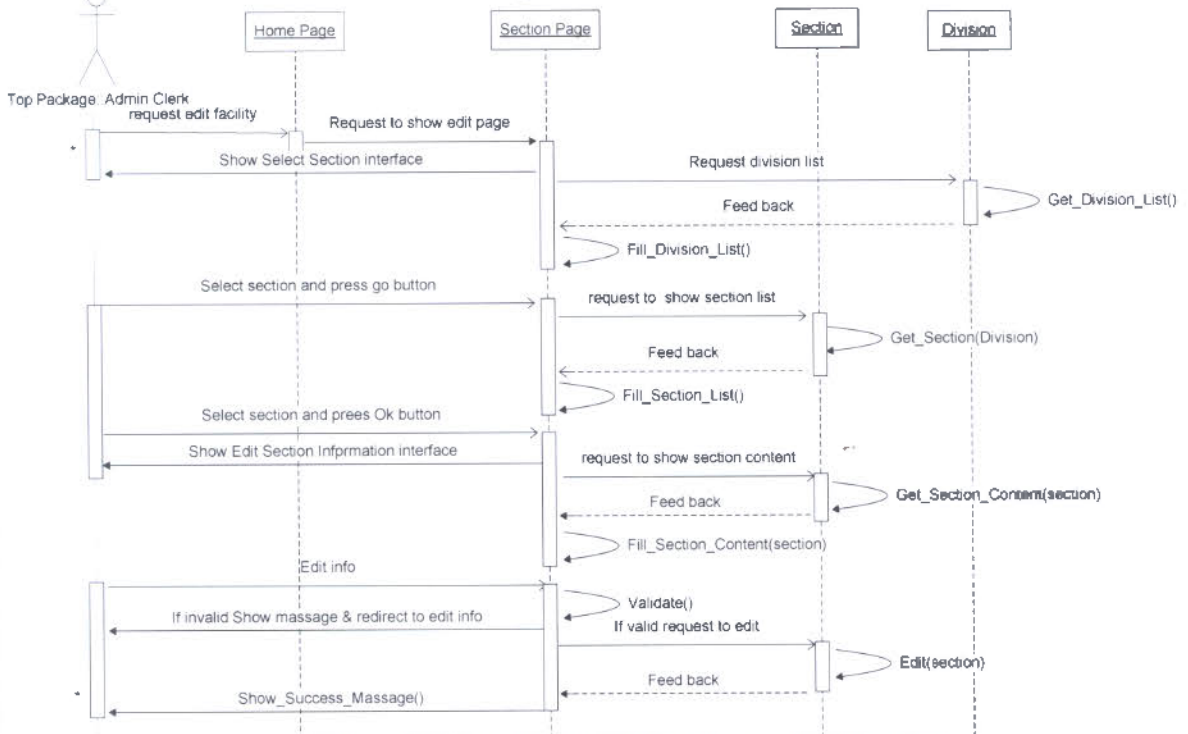 Home Page
Section Page
Section
Division
Top Package::Admin Clerk
request edit facility
Request to show edit page
Show Select Section interface
Request division list
Get_Division_List()
Feed back
Fill_Division_List()
Select section and press go button
request to show section list
Get_Section(Division)
Feed back
Fill_Section_List()
Select section and prees Ok button
Show Edit Section Infprmation interface
request to show section content
Get_Section_Content(section)
Feed back
Fill_Section_Content(section)
Edit info
Validate()
If invalid Show massage & redirect to edit info
If valid request to edit
Edit(section)
Feed back
Show_Success_Massage()